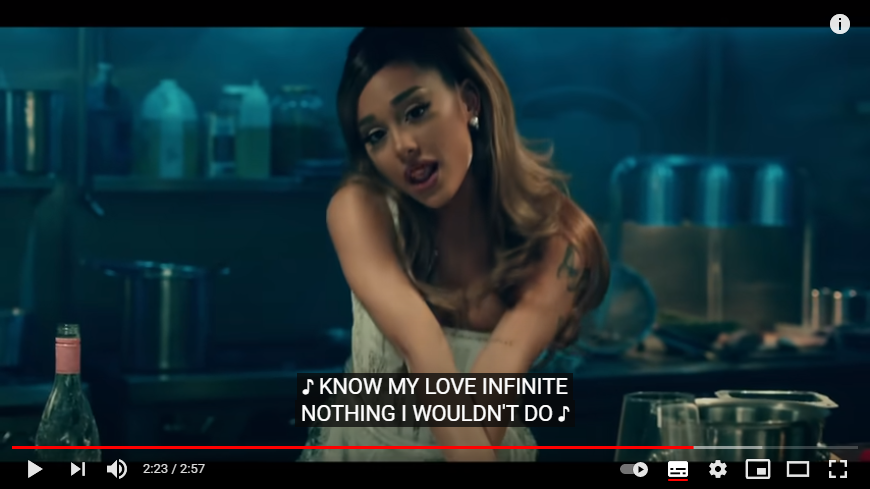 ♪ KNOW MY LOVE INFINITE
NOTHING I WOULDN'T DO ♪
2:23 / 2:57